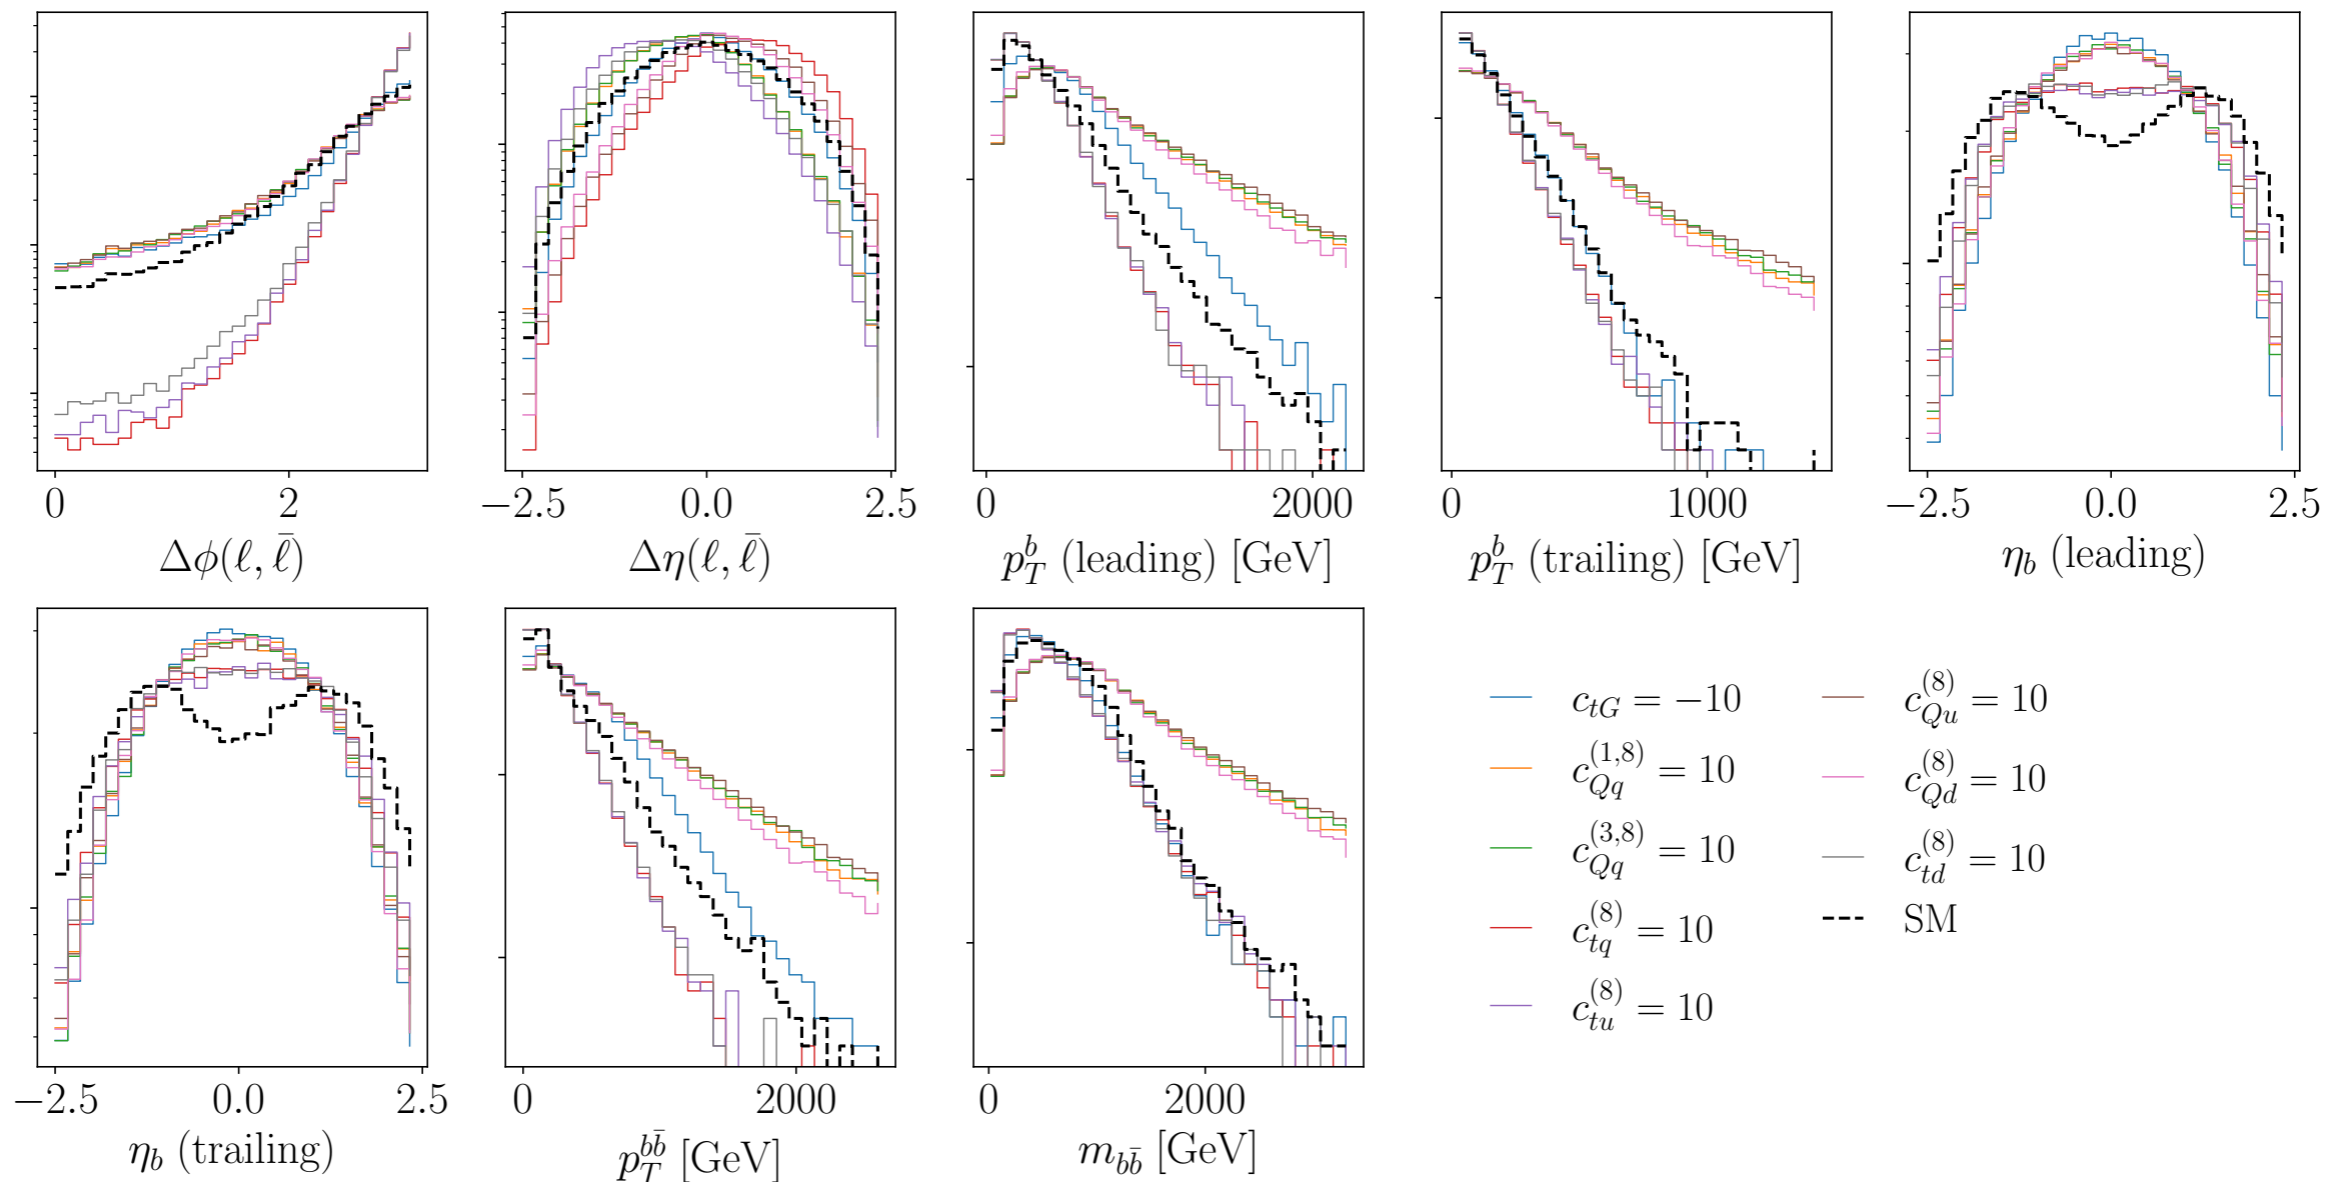 0 2
Δφ(ℓ, ℓ̄)
−2.5 0.0 2.5
Δη(ℓ, ℓ̄)
0 2000
p_T^b (leading) [GeV]
0 1000
p_T^b (trailing) [GeV]
−2.5 0.0 2.5
η_b (leading)
−2.5 0.0 2.5
η_b (trailing)
0 2000
p_T^{bb̄} [GeV]
0 2000
m_{bb̄} [GeV]
c_{tG} = −10
c_{Qq}^{(1,8)} = 10
c_{Qq}^{(3,8)} = 10
c_{tq}^{(8)} = 10
c_{tu}^{(8)} = 10
c_{Qu}^{(8)} = 10
c_{Qd}^{(8)} = 10
c_{td}^{(8)} = 10
SM